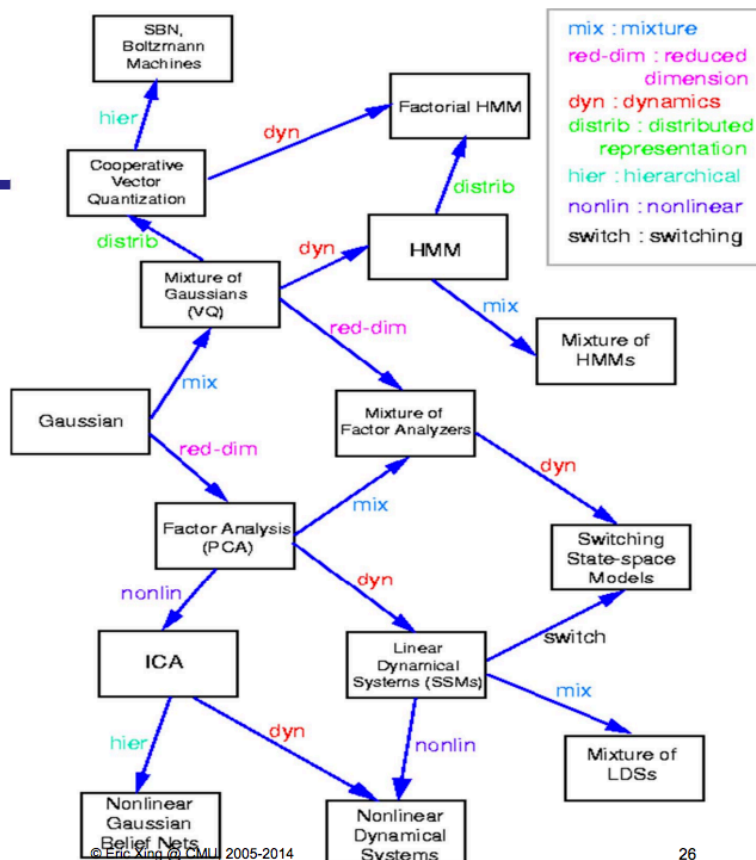 SBN,
Boltzmann
Machines
mix : mixture
red-dim : reduced
dimension
dyn : dynamics
distrib : distributed
representation
hier : hierarchical
nonlin : nonlinear
switch : switching
hier
dyn
Factorial HMM
Cooperative
Vector
Quantization
distrib
distrib
dyn
HMM
Mixture of
Gaussians
(VQ)
mix
red-dim
Mixture of
HMMs
mix
Gaussian
Mixture of
Factor Analyzers
red-dim
dyn
mix
Factor Analysis
(PCA)
Switching
State-space
Models
nonlin
dyn
switch
ICA
Linear
Dynamical
Systems (SSMs)
mix
hier
dyn
nonlin
Mixture of
LDSs
Nonlinear
Gaussian
Belief Nets
Nonlinear
Dynamical
Systems
© Eric Xing @ CMU, 2005-2014
26